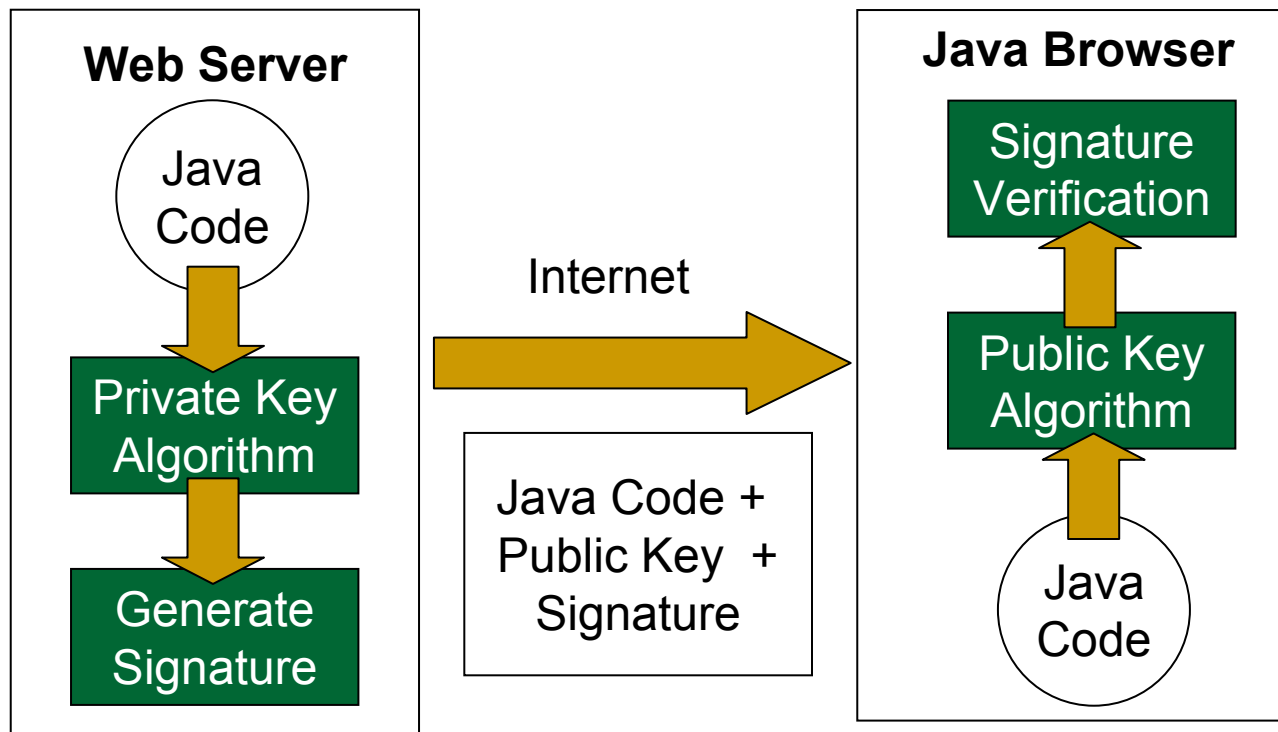 Web Server
Java
Code
Private Key
Algorithm
Generate
Signature
Internet
Java Code +
Public Key +
Signature
Java Browser
Signature
Verification
Public Key
Algorithm
Java
Code